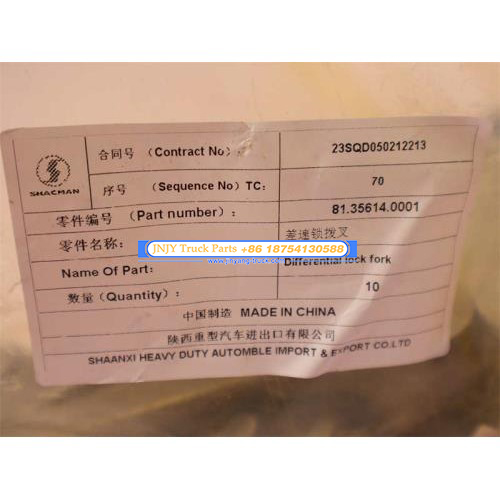 SHACMAN
合同号 (Contract No): 23SQD050212213
序号 (Sequence No) TC: 70
零件编号 (Part number): 81.35614.0001
零件名称: 差速锁拨叉
JNJY Truck Parts +86 18754130588
Name Of Part: Differential lock fork
数量 (Quantity): 10
中国制造 MADE IN CHINA
陕西重型汽车进出口有限公司
SHAANXI HEAVY DUTY AUTOMBLE IMPORT & EXPORT CO.LTD